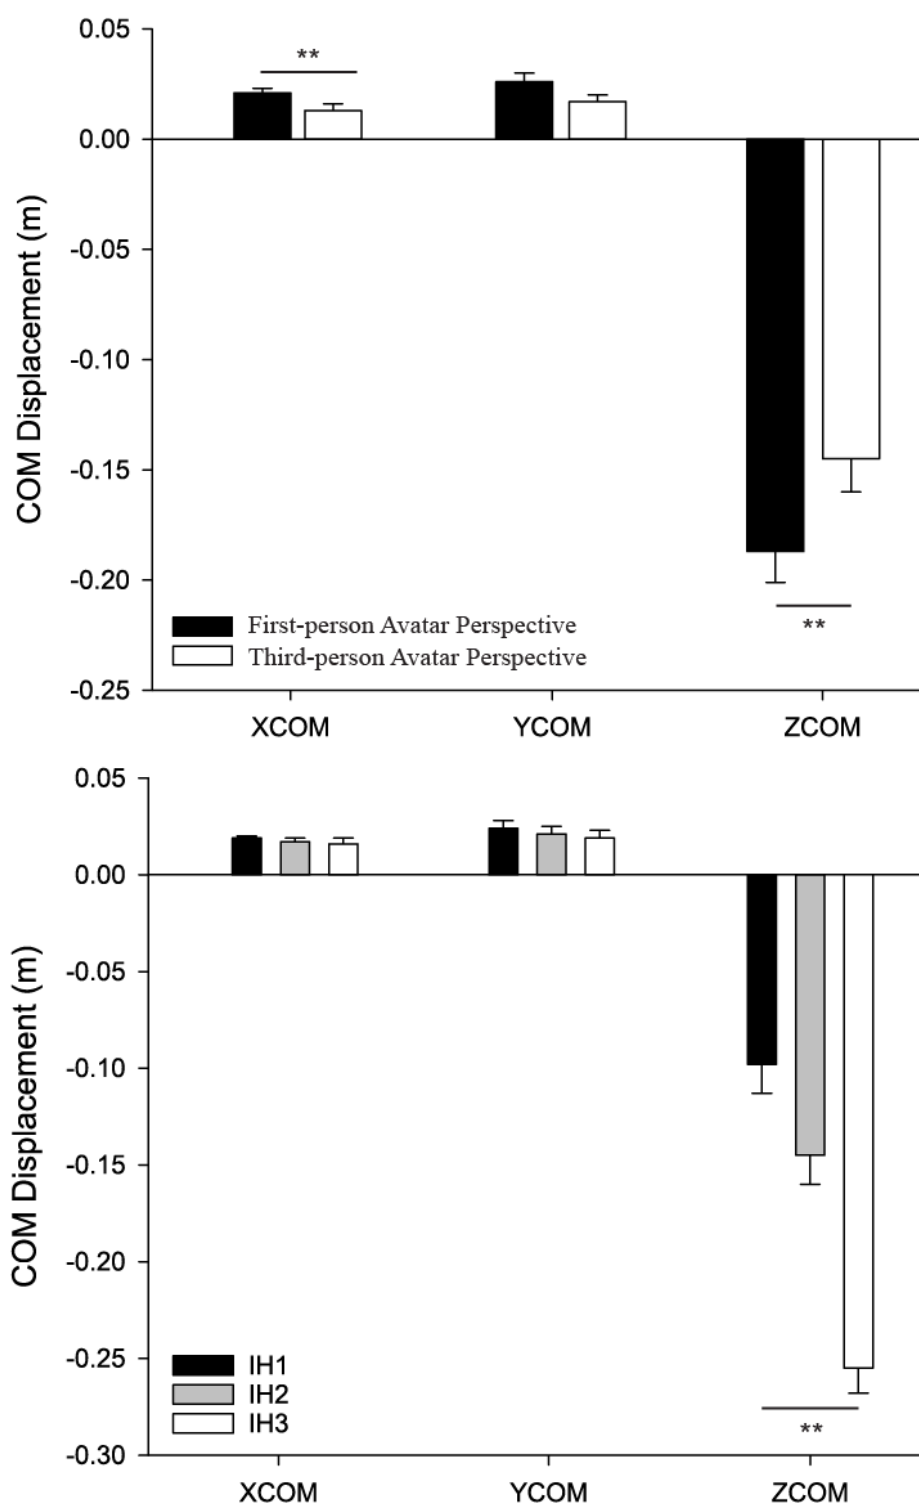 0.05
**
0.00
-0.05
-0.10
-0.15
-0.20
-0.25
COM Displacement (m)
**
First-person Avatar Perspective
Third-person Avatar Perspective
XCOM YCOM ZCOM
0.05
0.00
-0.05
-0.10
-0.15
-0.20
-0.25
-0.30
COM Displacement (m)
IH1
IH2
IH3
**
XCOM YCOM ZCOM